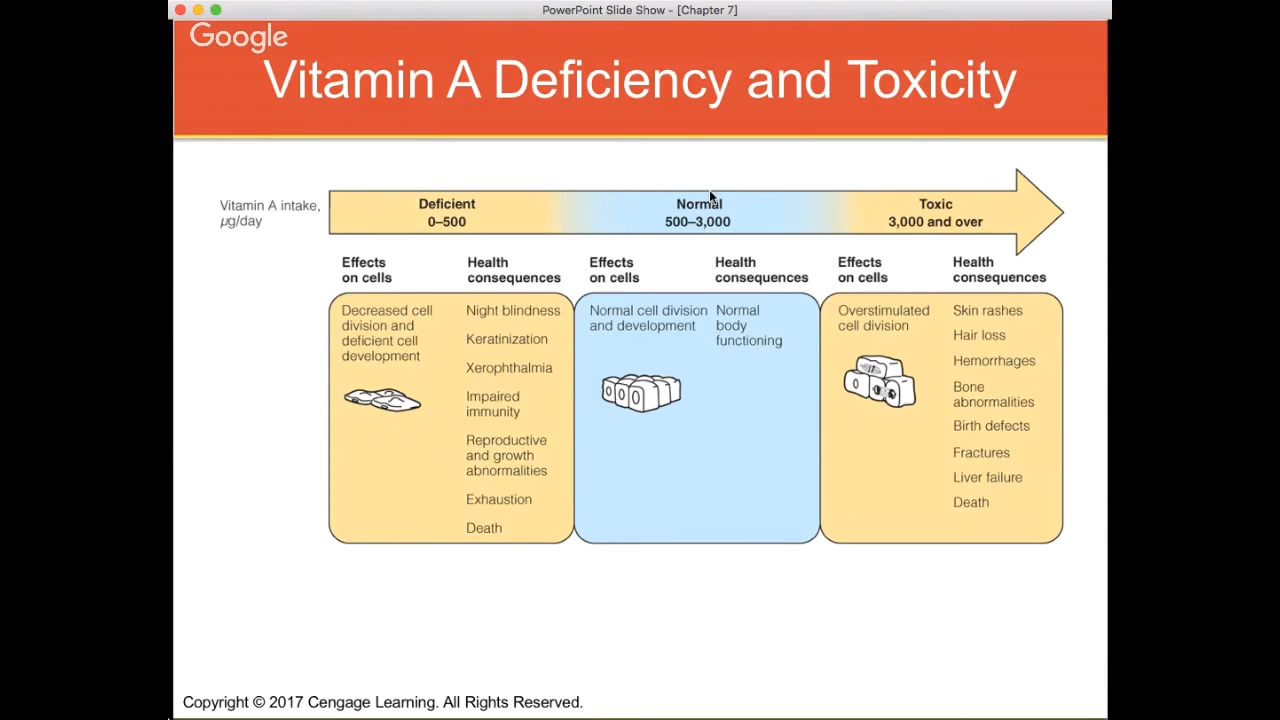 PowerPoint Slide Show - [Chapter 7]
Google
Vitamin A Deficiency and Toxicity
Vitamin A intake,
µg/day
Deficient
0–500
Normal
500–3,000
Toxic
3,000 and over
Effects
on cells
Health
consequences
Effects
on cells
Health
consequences
Effects
on cells
Health
consequences
Decreased cell
division and
deficient cell
development
Night blindness
Keratinization
Xerophthalmia
Impaired
immunity
Reproductive
and growth
abnormalities
Exhaustion
Death
Normal cell division
and development
Normal
body
functioning
Overstimulated
cell division
Skin rashes
Hair loss
Hemorrhages
Bone
abnormalities
Birth defects
Fractures
Liver failure
Death
Copyright © 2017 Cengage Learning. All Rights Reserved.